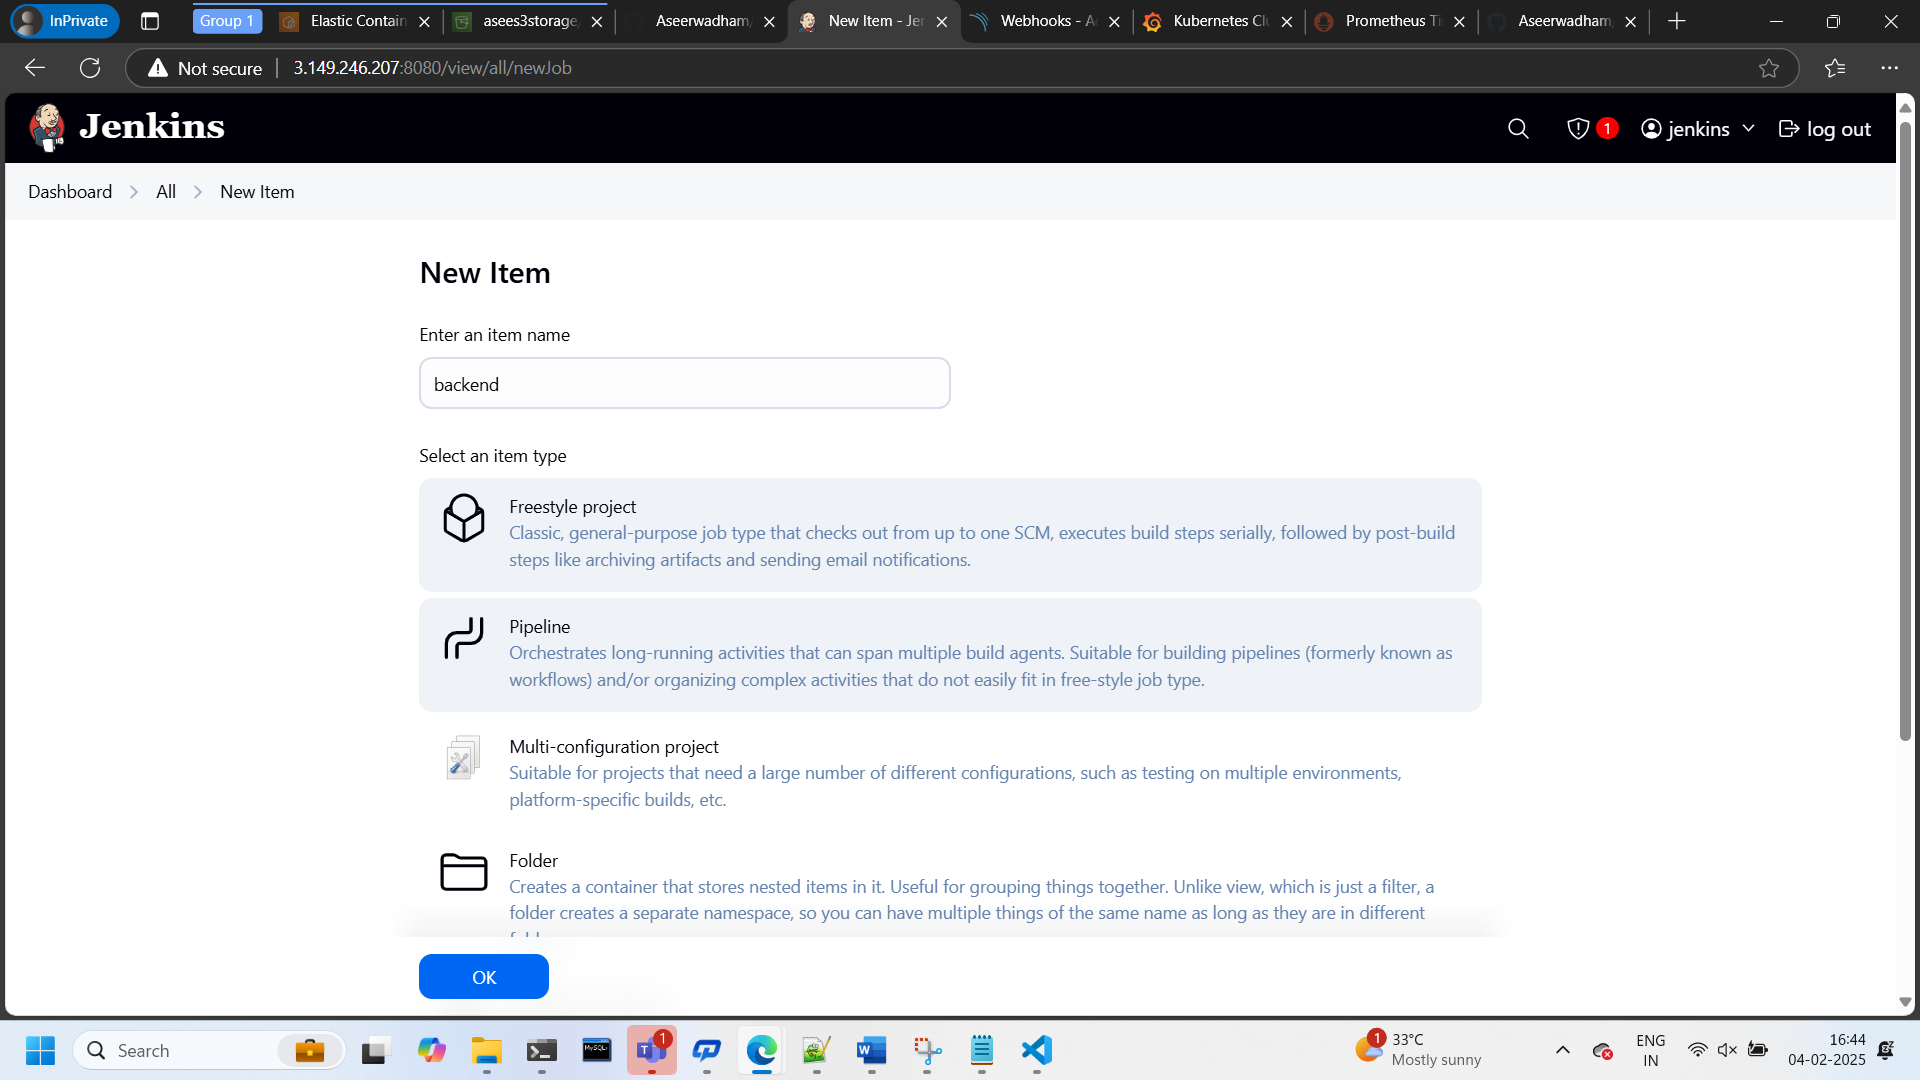 InPrivate
Group 1
Elastic Contain
asees3storage
Aseerwadham/
New Item - Jen
Webhooks - A
Kubernetes Cl
Prometheus Ti
Aseerwadham
Not secure
3.149.246.207:8080/view/all/newJob
Jenkins
1
jenkins
log out
Dashboard
All
New Item
New Item
Enter an item name
backend
Select an item type
Freestyle project
Classic, general-purpose job type that checks out from up to one SCM, executes build steps serially, followed by post-build
steps like archiving artifacts and sending email notifications.
Pipeline
Orchestrates long-running activities that can span multiple build agents. Suitable for building pipelines (formerly known as
workflows) and/or organizing complex activities that do not easily fit in free-style job type.
Multi-configuration project
Suitable for projects that need a large number of different configurations, such as testing on multiple environments,
platform-specific builds, etc.
Folder
Creates a container that stores nested items in it. Useful for grouping things together. Unlike view, which is just a filter, a
folder creates a separate namespace, so you can have multiple things of the same name as long as they are in different
OK
Search
1
1
33°C
Mostly sunny
ENG
IN
16:44
04-02-2025